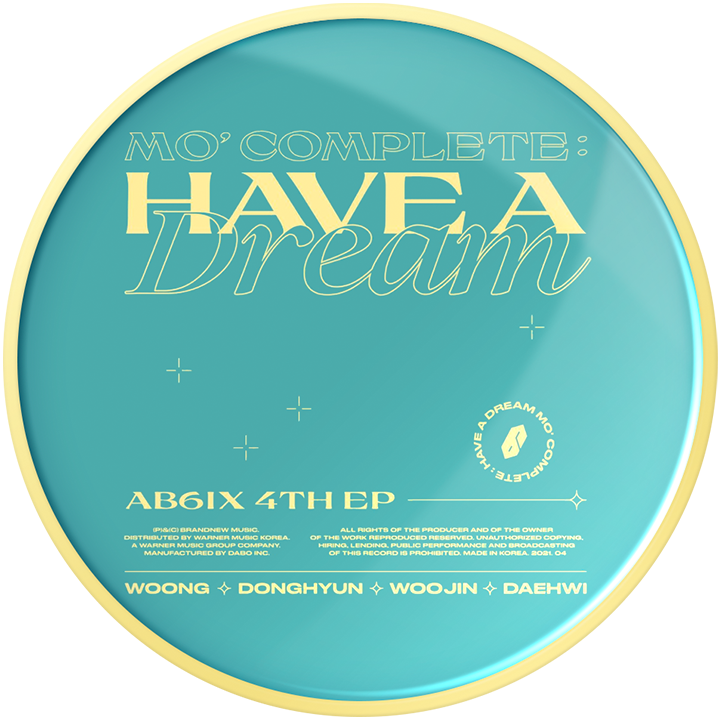 MO' COMPLETE:
HAVE A
Dream
HAVE A DREAM MO' COMPLETE:
AB6IX 4TH EP
(P)&(C) BRANDNEW MUSIC.
DISTRIBUTED BY WARNER MUSIC KOREA.
A WARNER MUSIC GROUP COMPANY.
MANUFACTURED BY DABO INC.
ALL RIGHTS OF THE PRODUCER AND OF THE OWNER
OF THE WORK REPRODUCED RESERVED. UNAUTHORIZED COPYING,
HIRING, LENDING, PUBLIC PERFORMANCE AND BROADCASTING
OF THIS RECORD IS PROHIBITED. MADE IN KOREA. 2021. 04
WOONG ✧ DONGHYUN ✧ WOOJIN ✧ DAEHWI